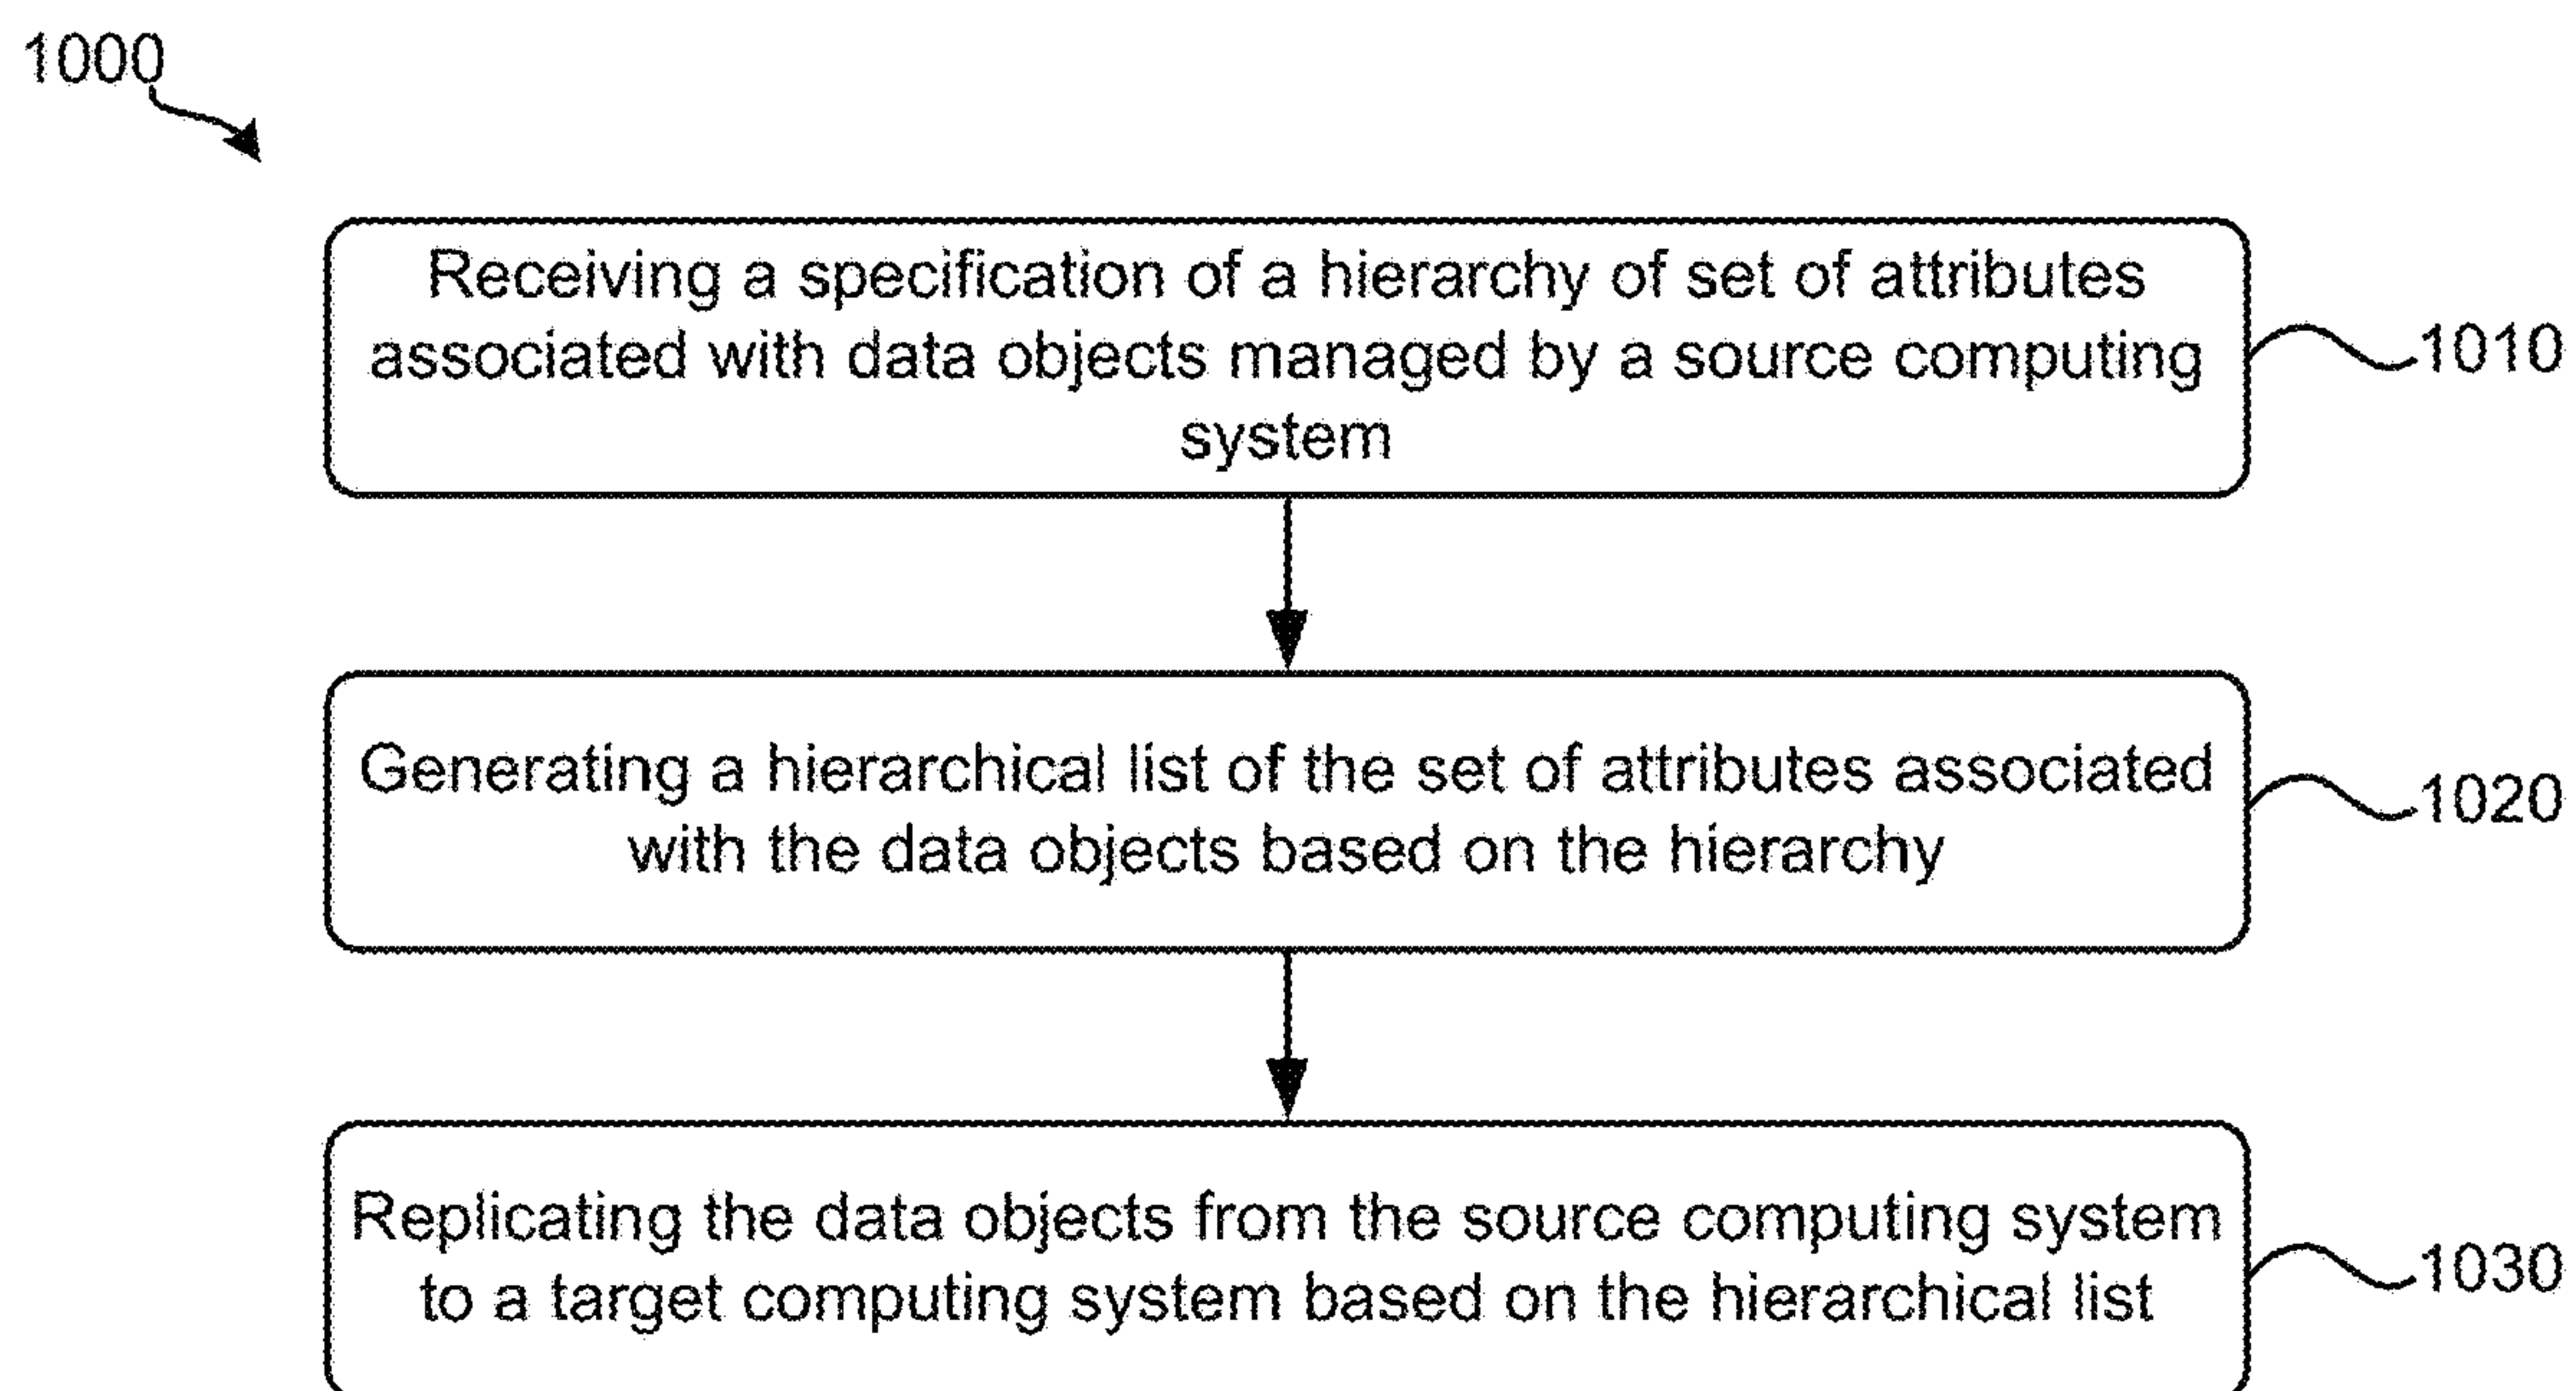 1000
Receiving a specification of a hierarchy of set of attributes
associated with data objects managed by a source computing
system
1010
Generating a hierarchical list of the set of attributes associated
with the data objects based on the hierarchy
1020
Replicating the data objects from the source computing system
to a target computing system based on the hierarchical list
1030